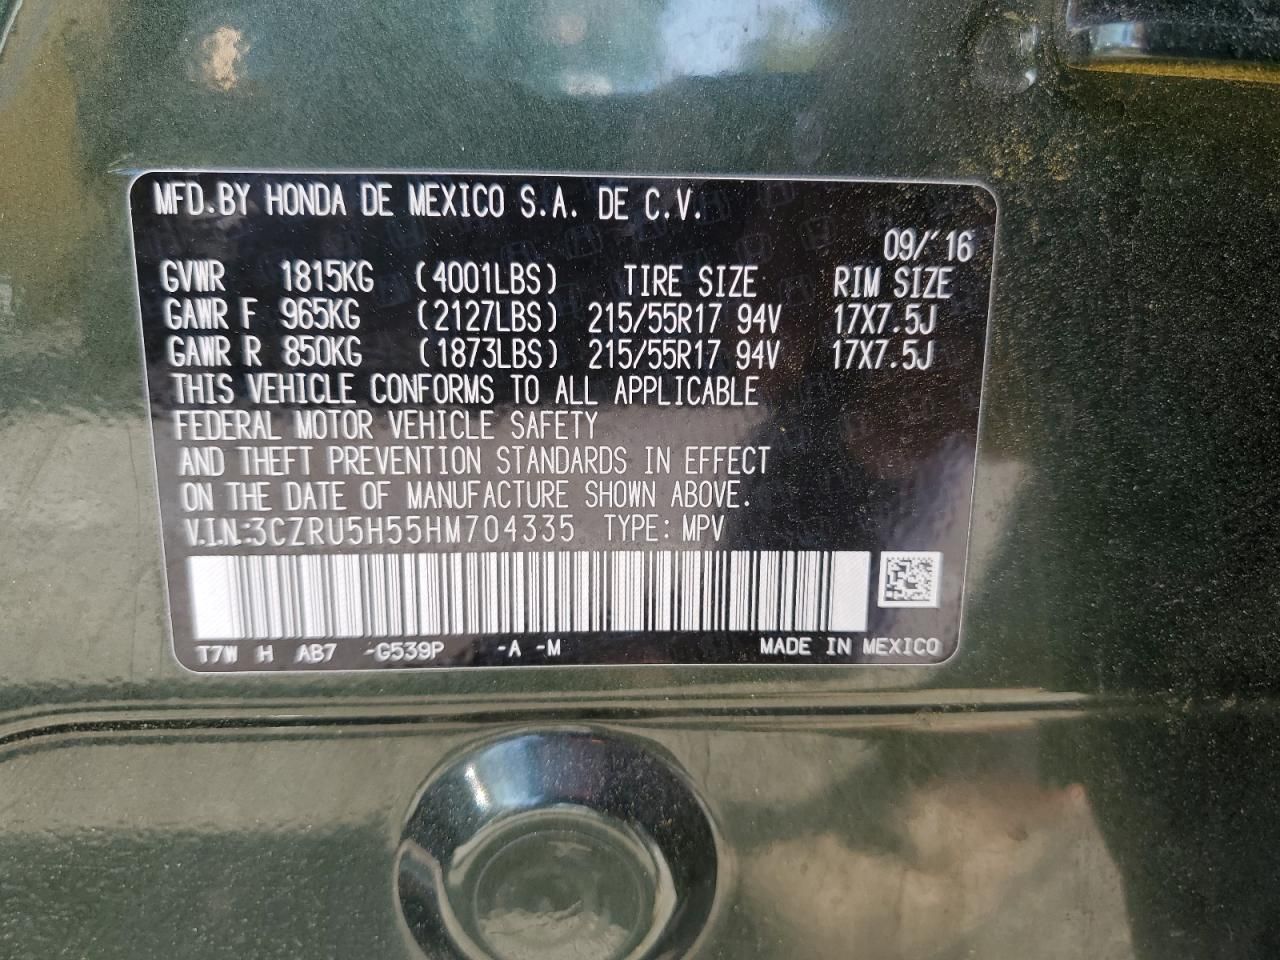 MFD.BY HONDA DE MEXICO S.A. DE C.V.
09/'16
GVWR 1815KG (4001LBS) TIRE SIZE RIM SIZE
GAWR F 965KG (2127LBS) 215/55R17 94V 17X7.5J
GAWR R 850KG (1873LBS) 215/55R17 94V 17X7.5J
THIS VEHICLE CONFORMS TO ALL APPLICABLE
FEDERAL MOTOR VEHICLE SAFETY
AND THEFT PREVENTION STANDARDS IN EFFECT
ON THE DATE OF MANUFACTURE SHOWN ABOVE.
V.I.N:3CZRU5H55HM704335 TYPE: MPV
T7W H AB7 -G539P -A -M MADE IN MEXICO